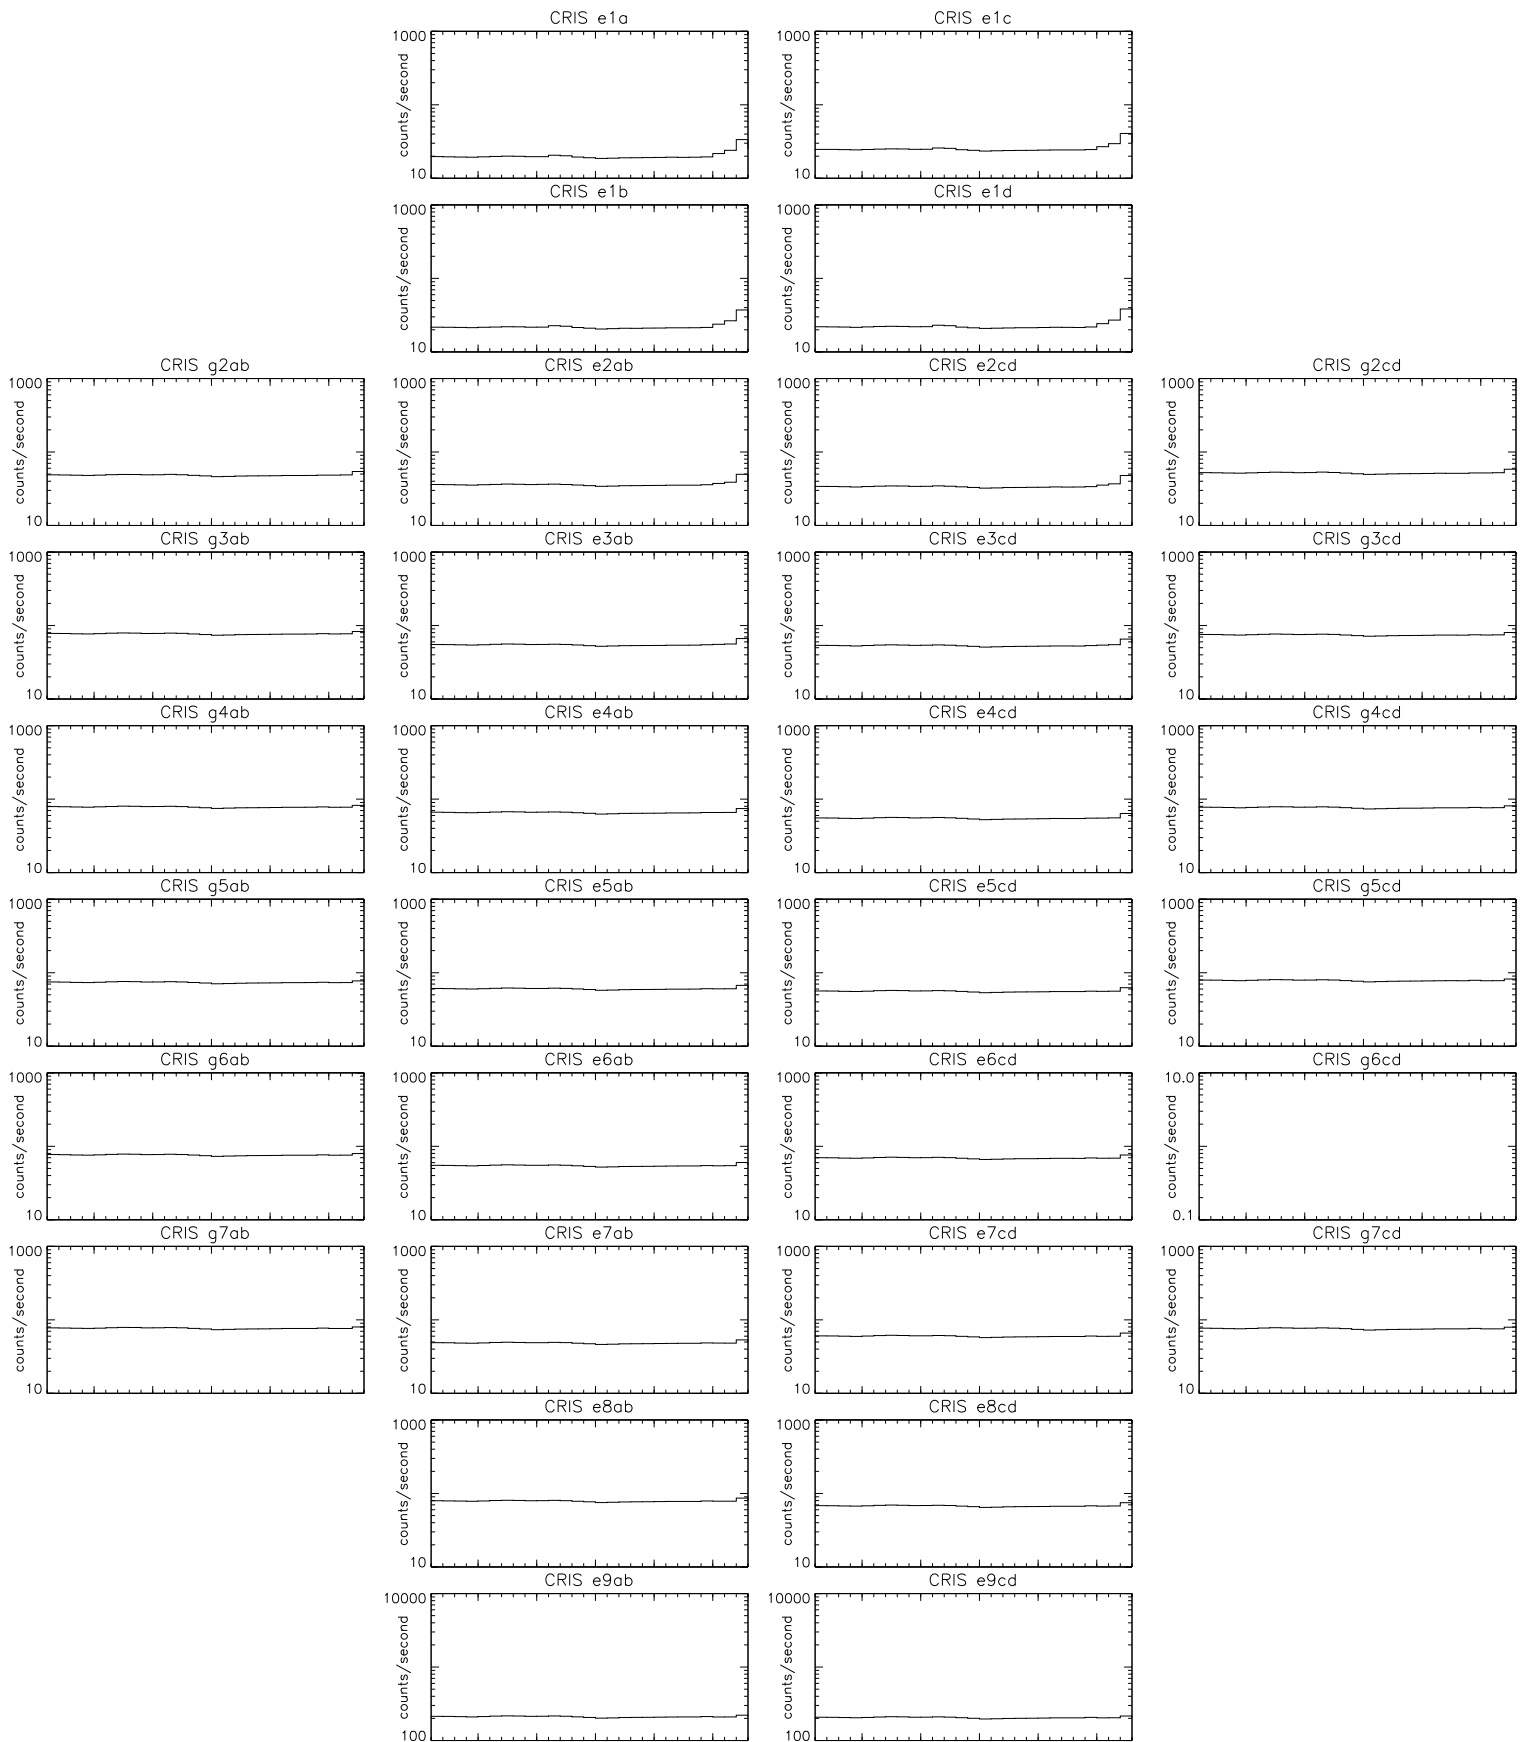 CRIS e1a
CRIS e1c
1000
counts/second
10
1000
counts/second
10
CRIS e1b
CRIS e1d
1000
counts/second
10
1000
counts/second
10
CRIS g2ab
CRIS e2ab
CRIS e2cd
CRIS g2cd
1000
counts/second
10
1000
counts/second
10
1000
counts/second
10
1000
counts/second
10
CRIS g3ab
CRIS e3ab
CRIS e3cd
CRIS g3cd
1000
counts/second
10
1000
counts/second
10
1000
counts/second
10
1000
counts/second
10
CRIS g4ab
CRIS e4ab
CRIS e4cd
CRIS g4cd
1000
counts/second
10
1000
counts/second
10
1000
counts/second
10
1000
counts/second
10
CRIS g5ab
CRIS e5ab
CRIS e5cd
CRIS g5cd
1000
counts/second
10
1000
counts/second
10
1000
counts/second
10
1000
counts/second
10
CRIS g6ab
CRIS e6ab
CRIS e6cd
CRIS g6cd
1000
counts/second
10
1000
counts/second
10
1000
counts/second
10
10.0
counts/second
0.1
CRIS g7ab
CRIS e7ab
CRIS e7cd
CRIS g7cd
1000
counts/second
10
1000
counts/second
10
1000
counts/second
10
1000
counts/second
10
CRIS e8ab
CRIS e8cd
1000
counts/second
10
1000
counts/second
10
CRIS e9ab
CRIS e9cd
10000
counts/second
100
10000
counts/second
100